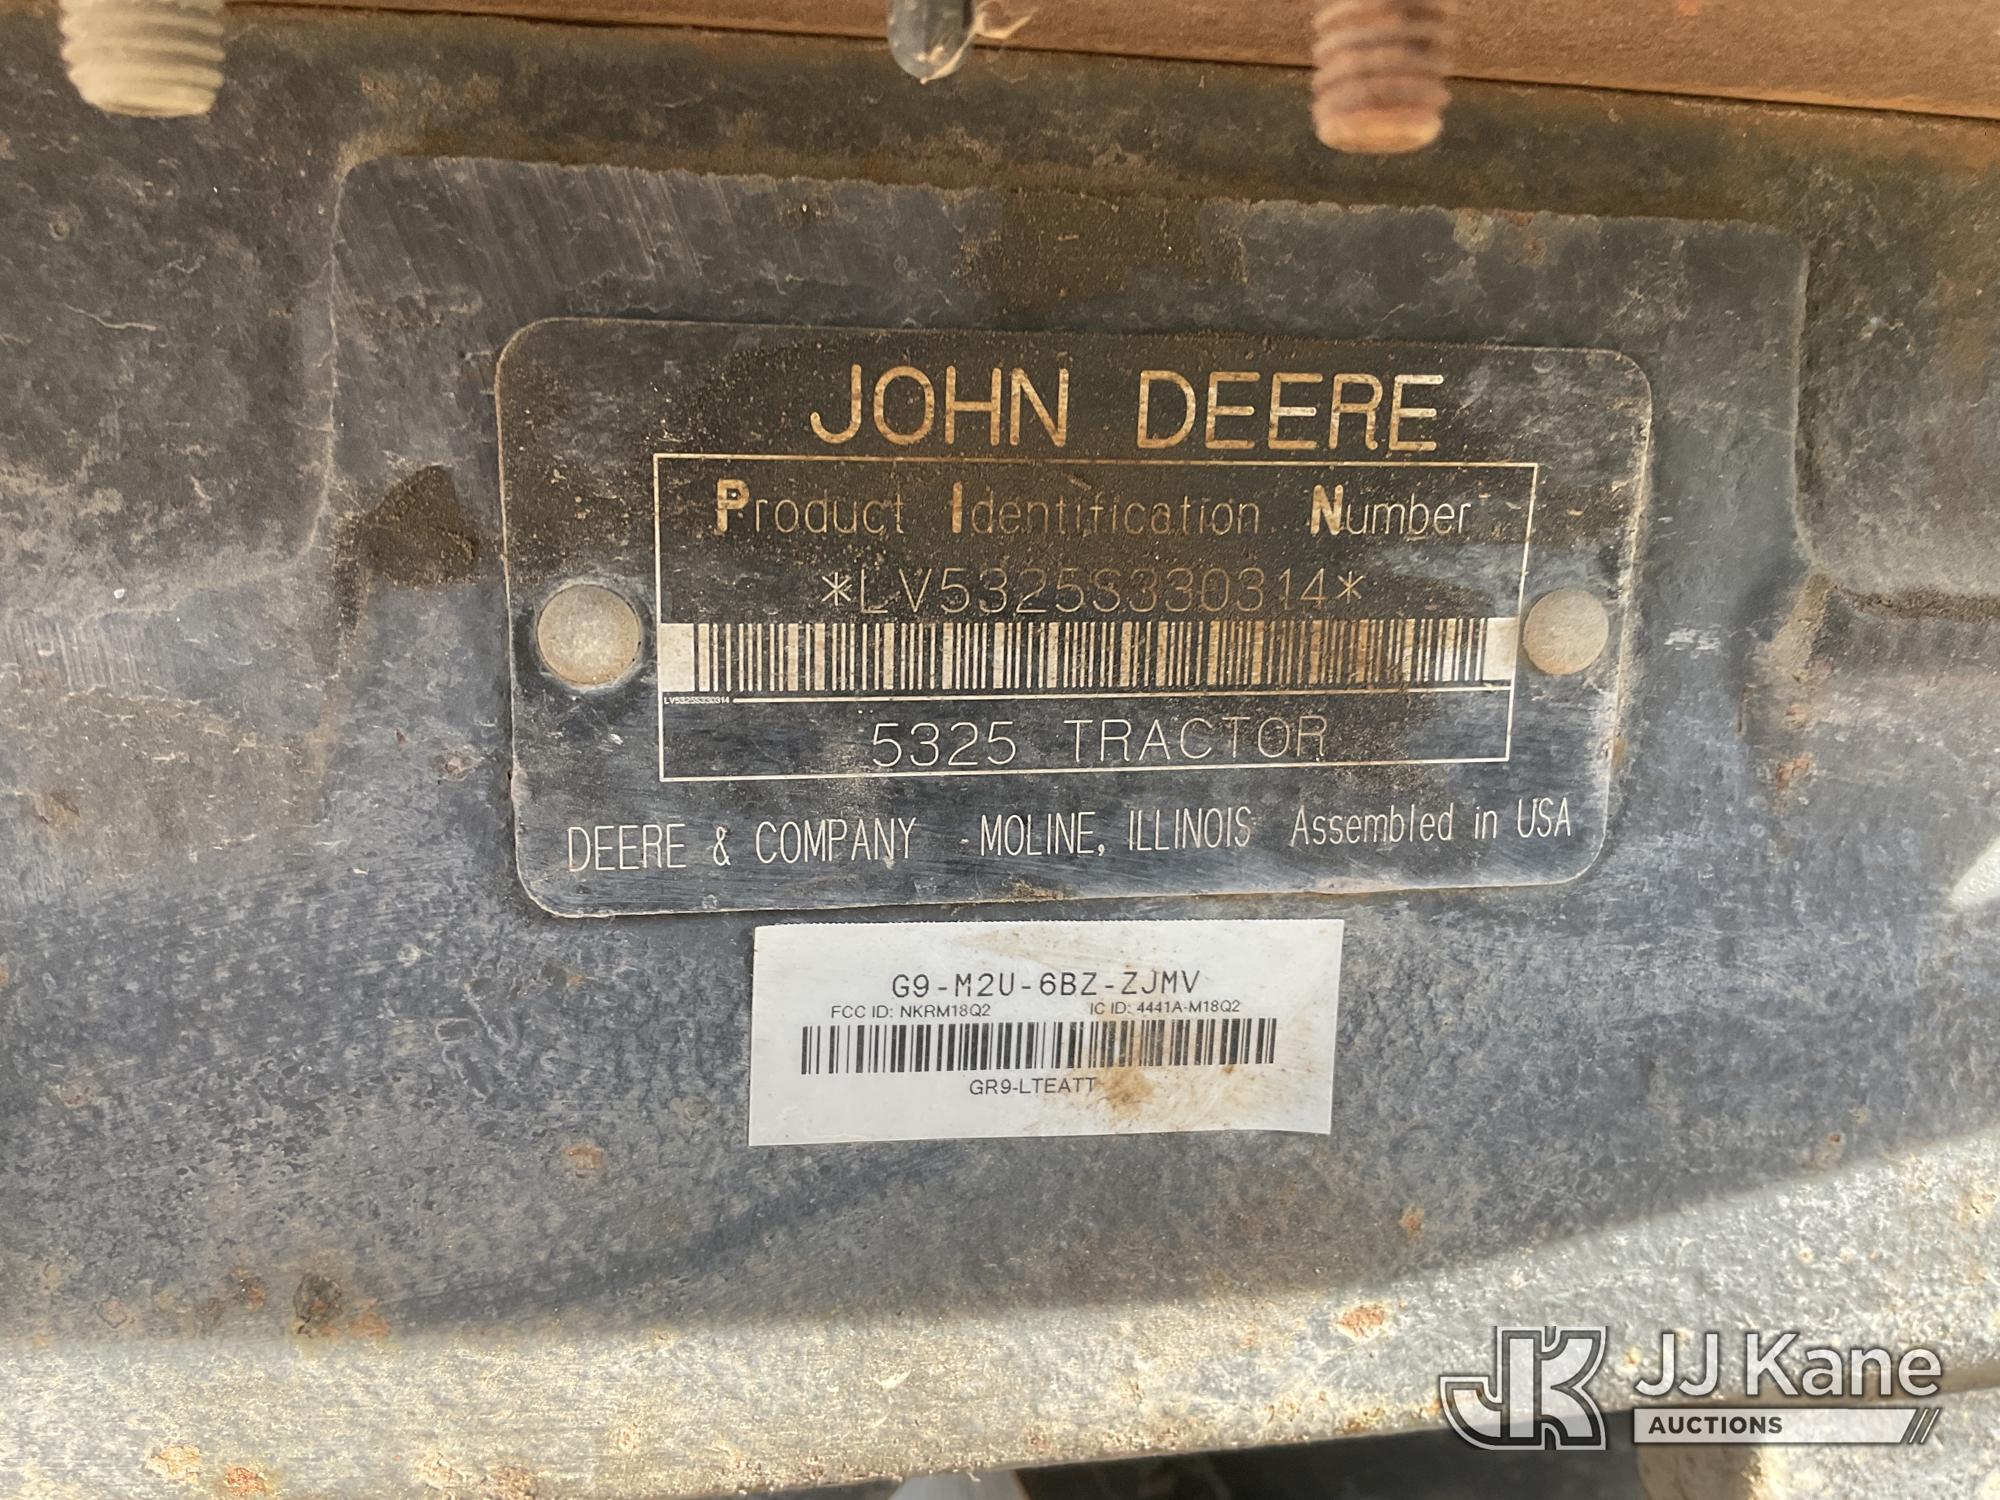 JOHN DEERE
Product Identification Number
*LV5325S330314*
LV5325S330314
5325 TRACTOR
DEERE & COMPANY - MOLINE, ILLINOIS Assembled in USA
G9-M2U-6BZ-ZJMV
FCC ID: NKRM18Q2 IC ID: 4441A-M18Q2
GR9-LTEATT
JK
JJ Kane
AUCTIONS